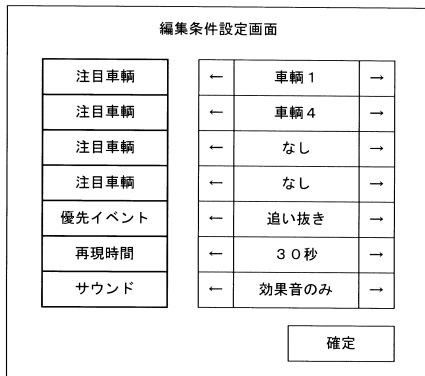 編集条件設定画面
注目車輌 ← 車輌１ →
注目車輌 ← 車輌４ →
注目車輌 ← なし →
注目車輌 ← なし →
優先イベント ← 追い抜き →
再現時間 ← ３０秒 →
サウンド ← 効果音のみ →
確定